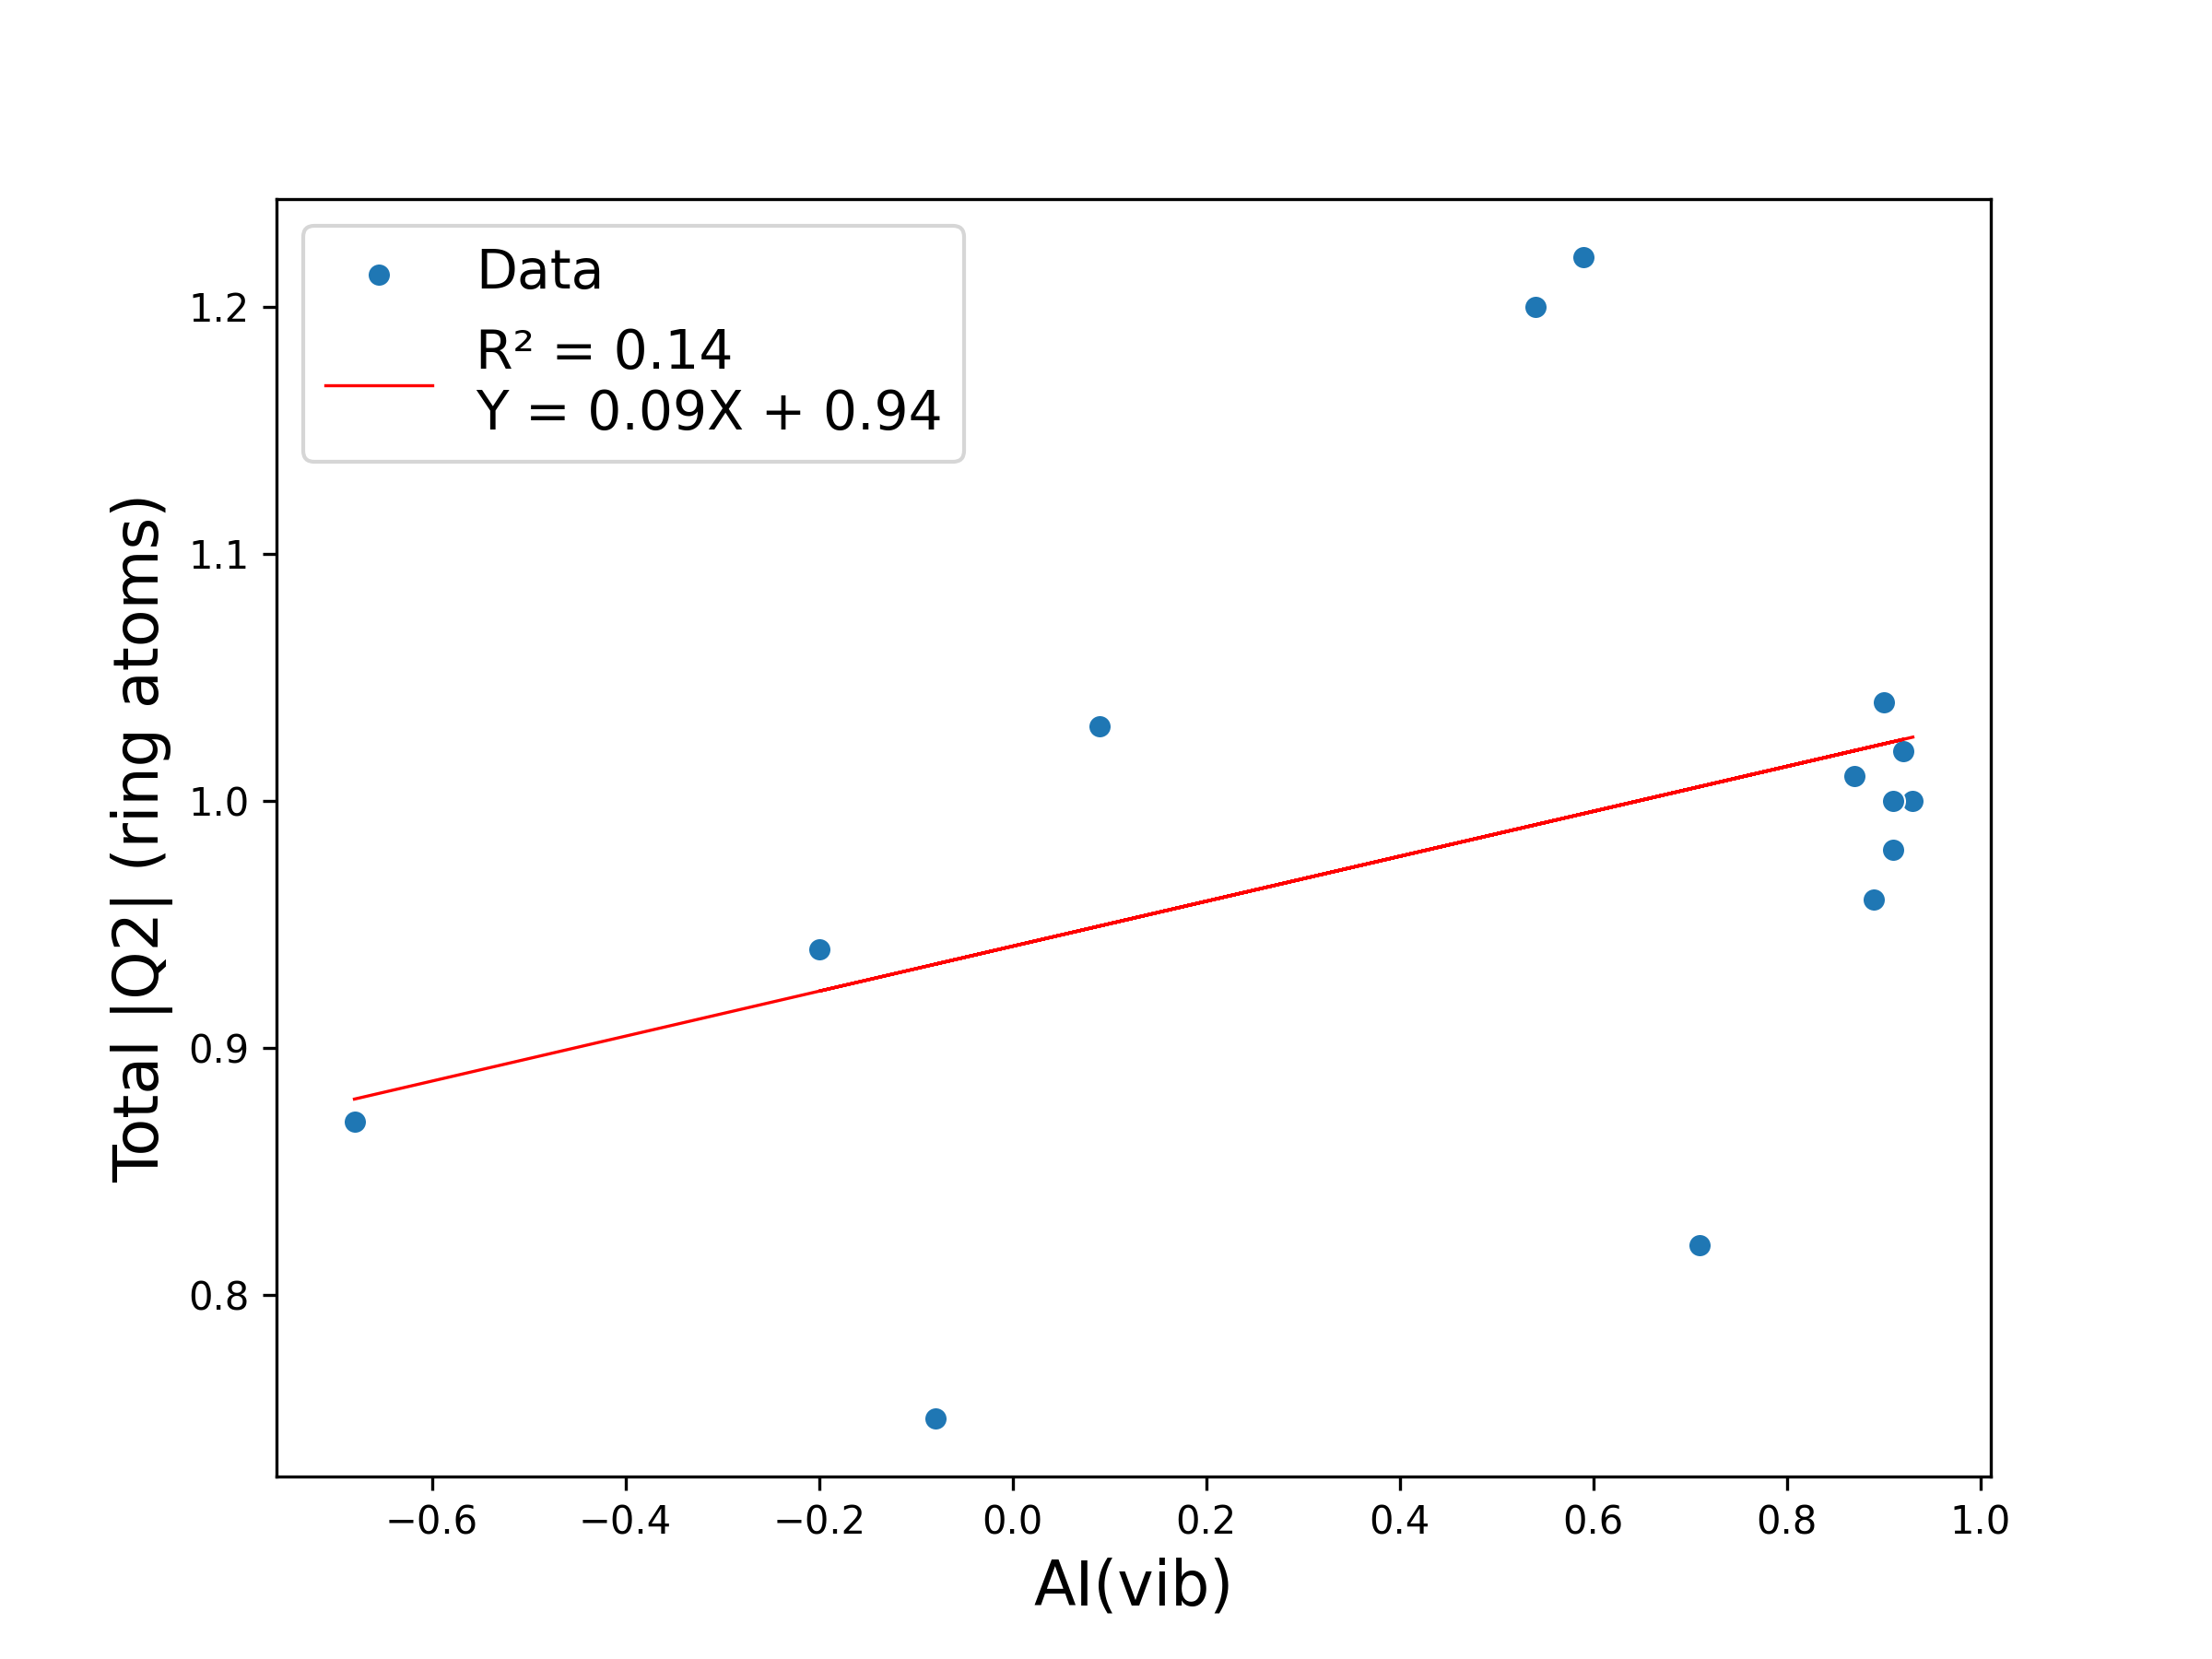 Data
R² = 0.14
Y = 0.09X + 0.94
Total |Q2| (ring atoms)
1.2
1.1
1.0
0.9
0.8
−0.6 −0.4 −0.2 0.0 0.2 0.4 0.6 0.8 1.0
AI(vib)